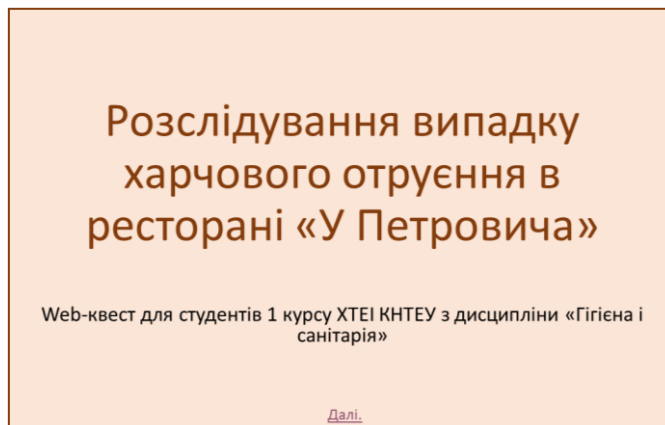 Розслідування випадку
харчового отруєння в
ресторані «У Петровича»
Web-квест для студентів 1 курсу ХТЕІ КНТЕУ з дисципліни «Гігієна і
санітарія»
Далі.